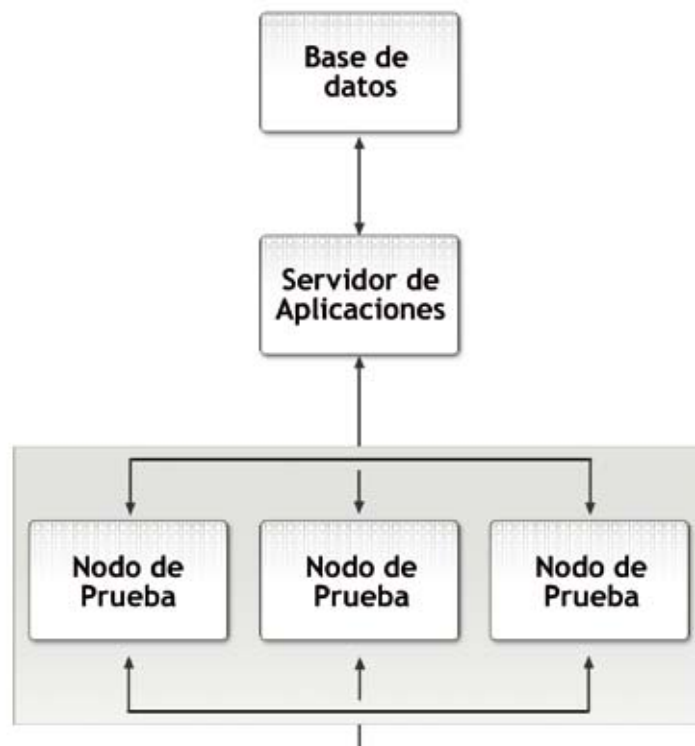 Base de
datos
Servidor de
Aplicaciones
Nodo de
Prueba
Nodo de
Prueba
Nodo de
Prueba